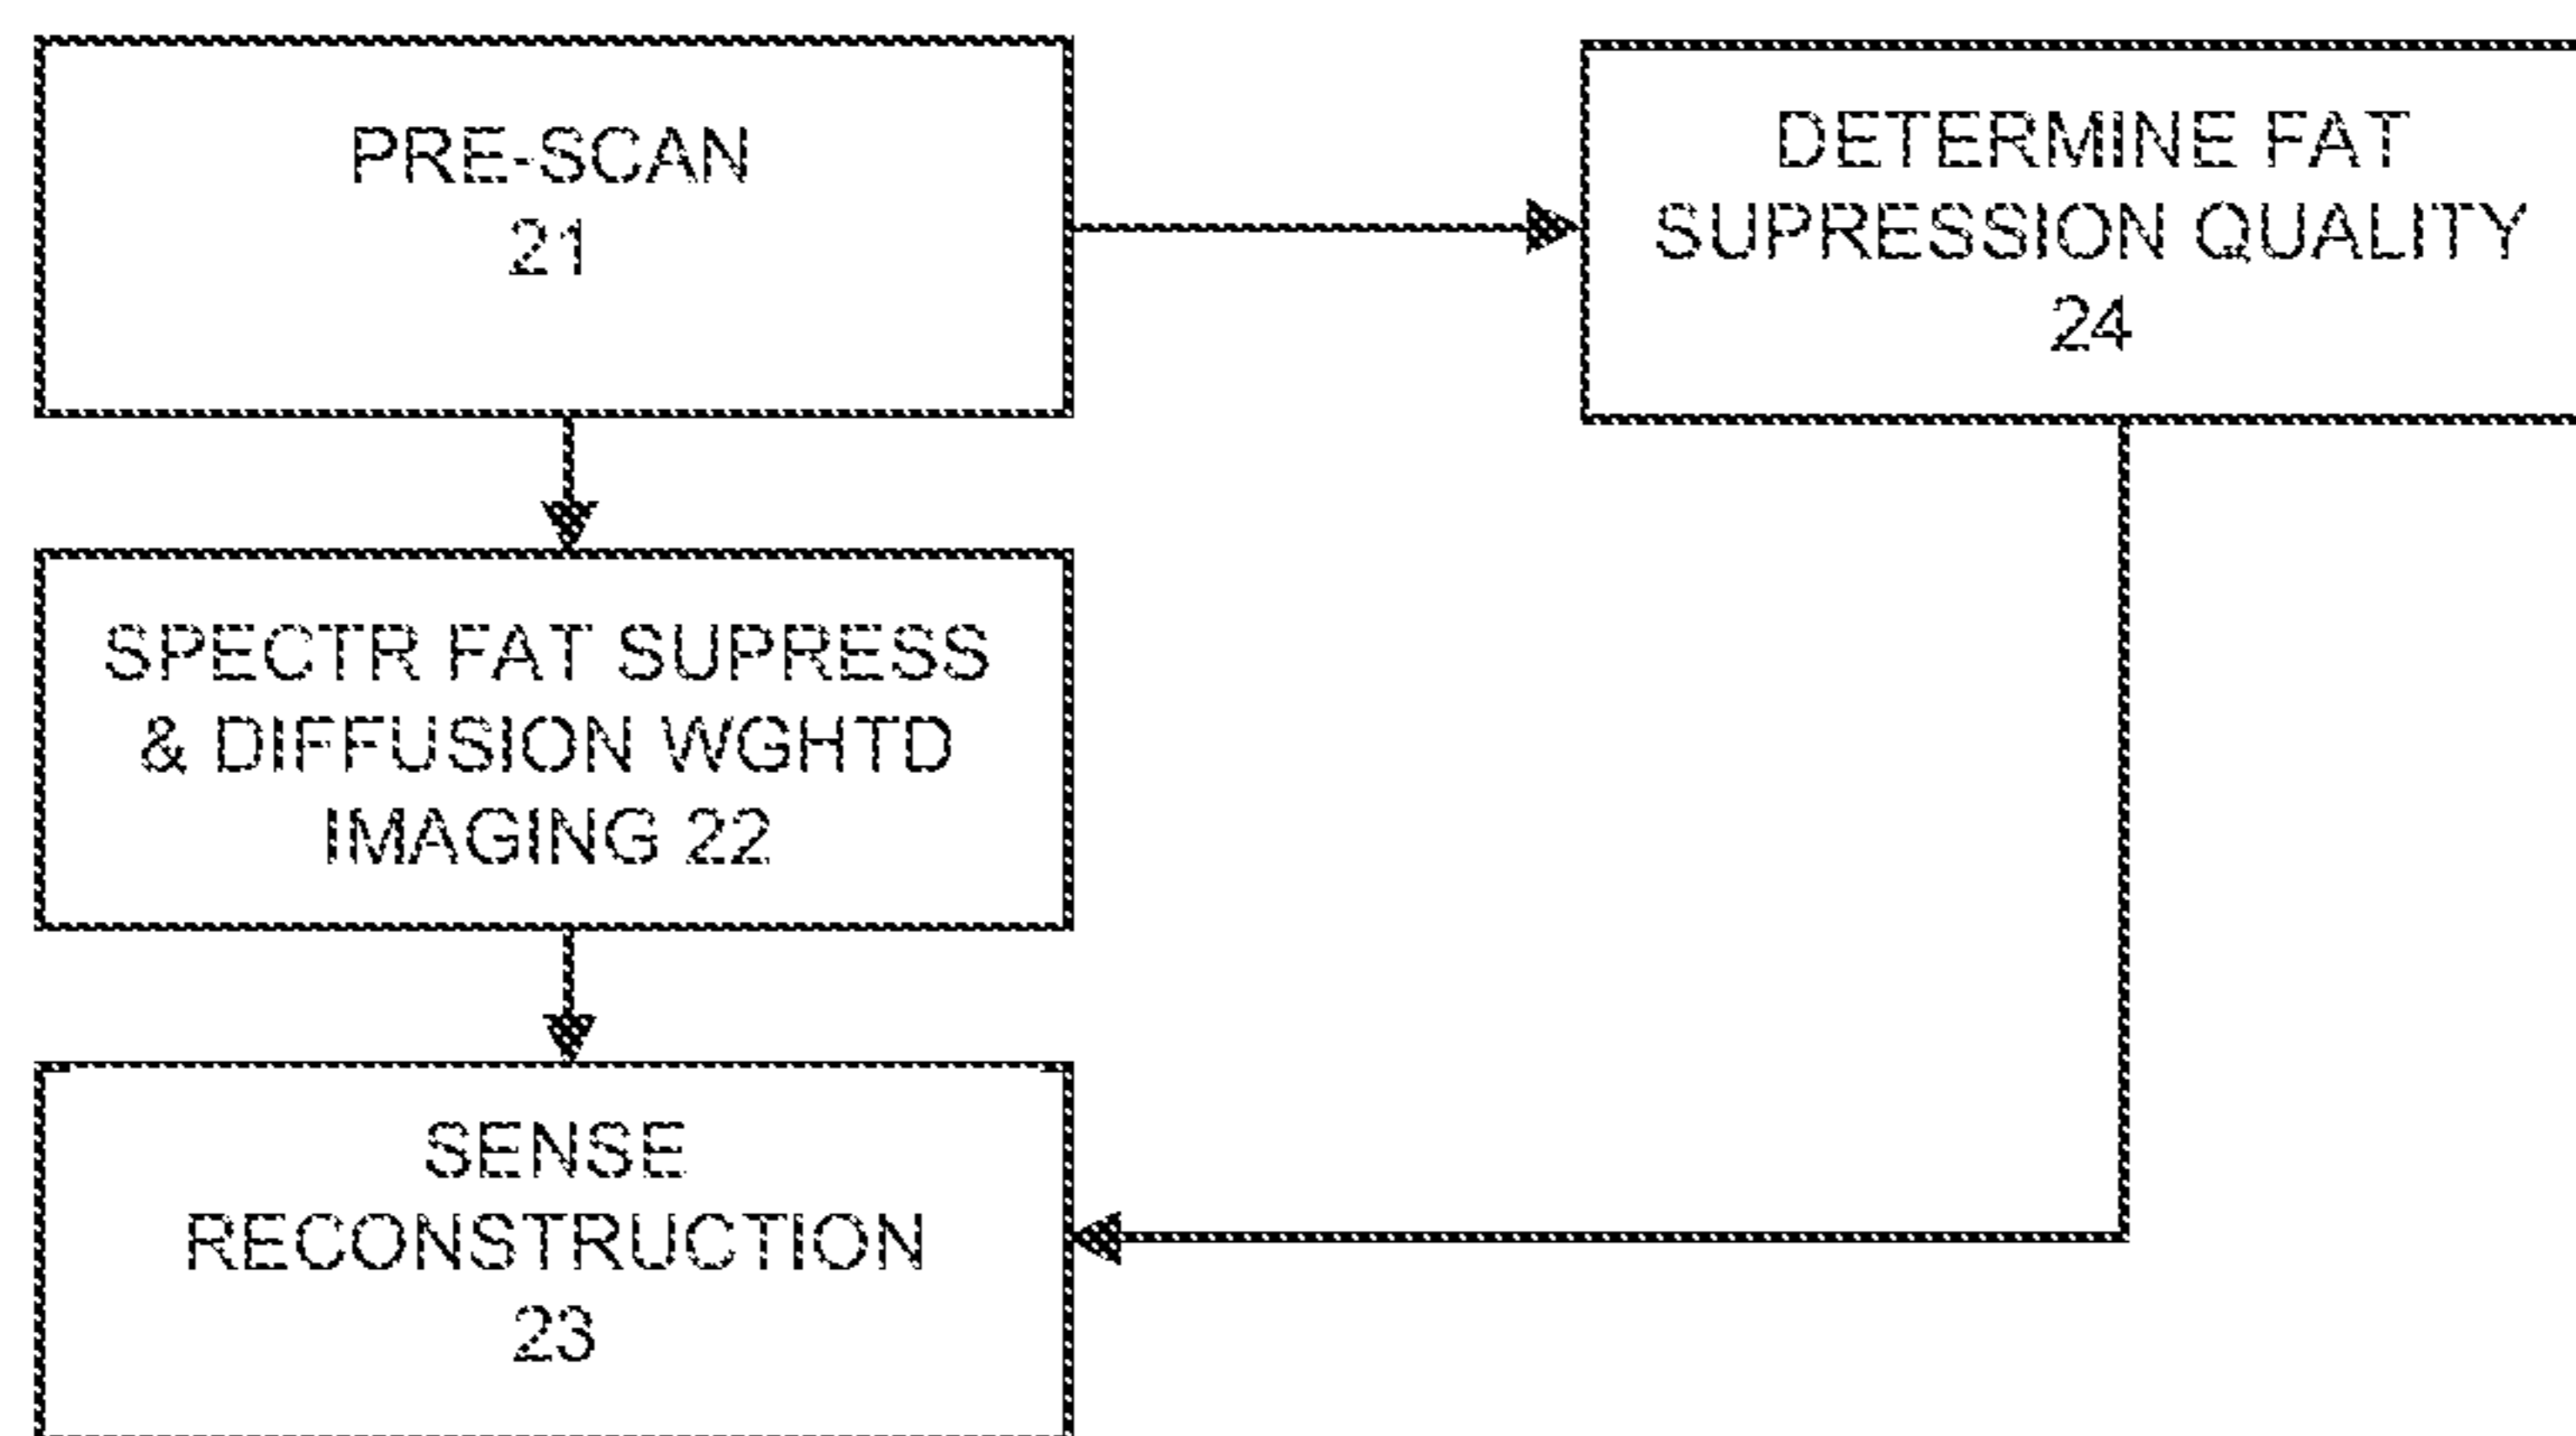 PRE-SCAN
21
DETERMINE FAT
SUPRESSION QUALITY
24
SPECTR FAT SUPRESS
& DIFFUSION WGHTD
IMAGING 22
SENSE
RECONSTRUCTION
23